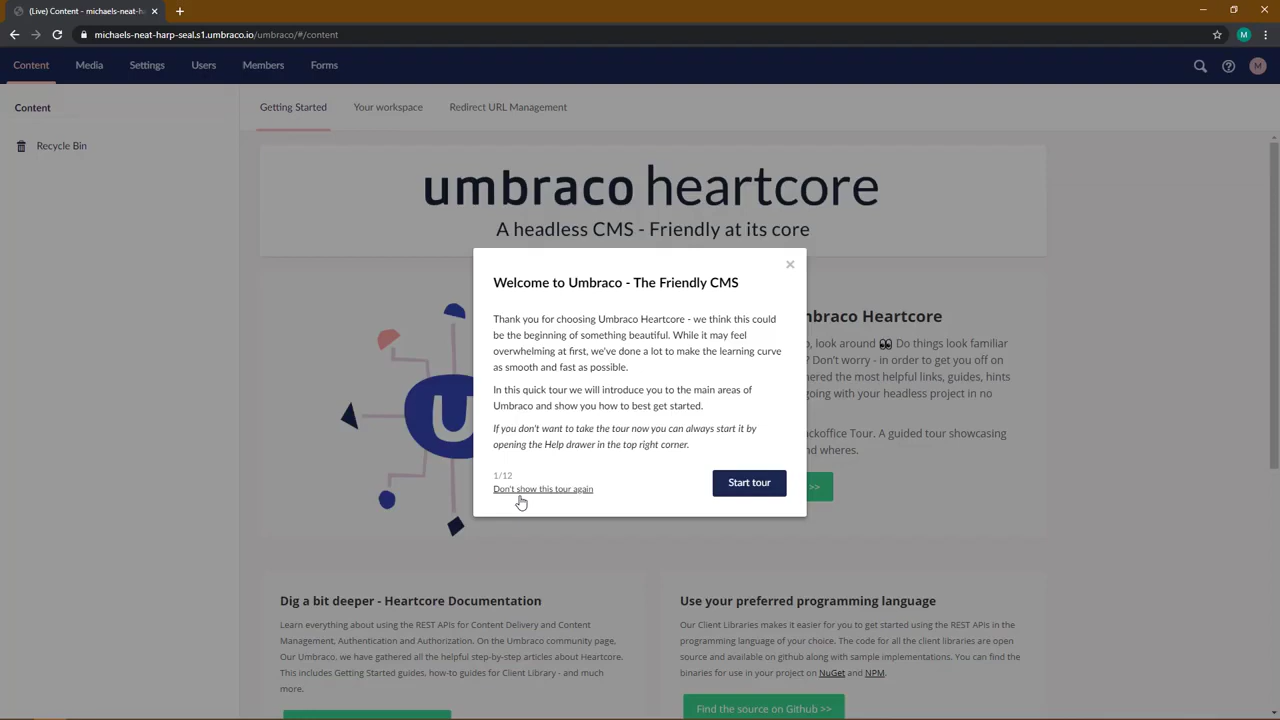 (Live) Content - michaels-neat-ha
michaels-neat-harp-seal.s1.umbraco.io/umbraco/#/content
M
Content Media Settings Users Members Forms
M
Content
Getting Started Your workspace Redirect URL Management
Recycle Bin
umbraco heartcore
A headless CMS - Friendly at its core
Welcome to Umbraco - The Friendly CMS
Thank you for choosing Umbraco Heartcore - we think this could
be the beginning of something beautiful. While it may feel
overwhelming at first, we've done a lot to make the learning curve
as smooth and fast as possible.
In this quick tour we will introduce you to the main areas of
Umbraco and show you how to best get started.
If you don't want to take the tour now you can always start it by
opening the Help drawer in the top right corner.
1/12
Don't show this tour again
Start tour
Heartcore
look around 👀 Do things look familiar
? Don't worry - in order to get you off on
the most helpful links, guides, hints
going with your headless project in no
Tour. A guided tour showcasing
wheres.
>>
Dig a bit deeper - Heartcore Documentation
Learn everything about using the REST APIs for Content Delivery and Content
Management, Authentication and Authorization. On the Umbraco community page,
Our Umbraco, we have gathered all the helpful step-by-step articles about Heartcore.
This includes Getting Started guides, how-to guides for Client Library - and much
more.
Use your preferred programming language
Our Client Libraries makes it easier for you to get started using the REST APIs in the
programming language of your choice. The code for all the client libraries are open
source and available on github along with sample implementations. You can find the
binaries for use in your project on NuGet and NPM.
Find the source on Github >>